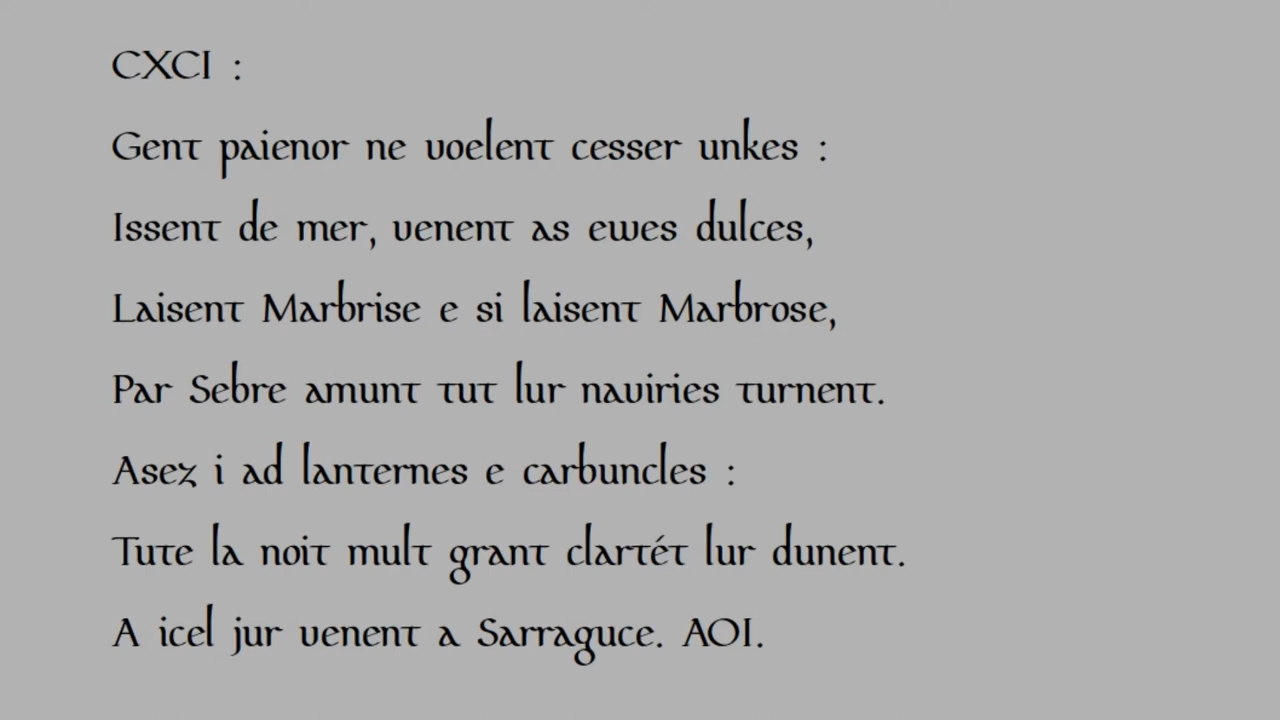 CXCI :
Gent paienor ne voelent cesser unkes :
Issent de mer, venent as ewes dulces,
Laisent Marbrise e si laisent Marbrose,
Par Sebre amunt tut lur naviries turnent.
Asez i ad lanternes e carbuncles :
Tute la noit mult grant clartét lur dunent.
A icel jur venent a Sarraguce. AOI.